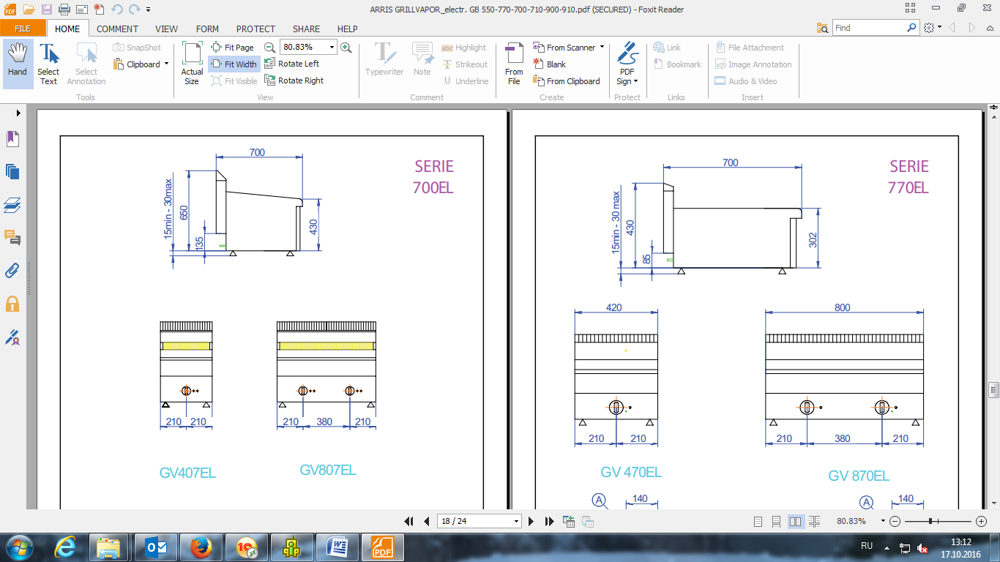 ARRIS GRILLVAPOR_electr. GB 550-770-700-710-900-910.pdf (SECURED) - Foxit Reader
FILE HOME COMMENT VIEW FORM PROTECT SHARE HELP Find
Hand
Select Text
Select Annotation
SnapShot
Clipboard
Tools
Actual Size
Fit Page
Fit Width
Fit Visible
80.83%
Rotate Left
Rotate Right
View
Typewriter
Note
Highlight
Strikeout
Underline
Comment
From File
From Scanner
Blank
From Clipboard
Create
PDF Sign
Protect
Link
Bookmark
Links
File Attachment
Image Annotation
Audio & Video
Insert
SERIE
700EL
700
15min - 30max
650
135
430
210 210
210 380 210
GV407EL
GV807EL
SERIE
770EL
700
15min - 30 max
430
85
302
420
800
210 210
210 380 210
GV 470EL
GV 870EL
A 140
A 140
18 / 24
80.83%
RU
13:12
17.10.2016